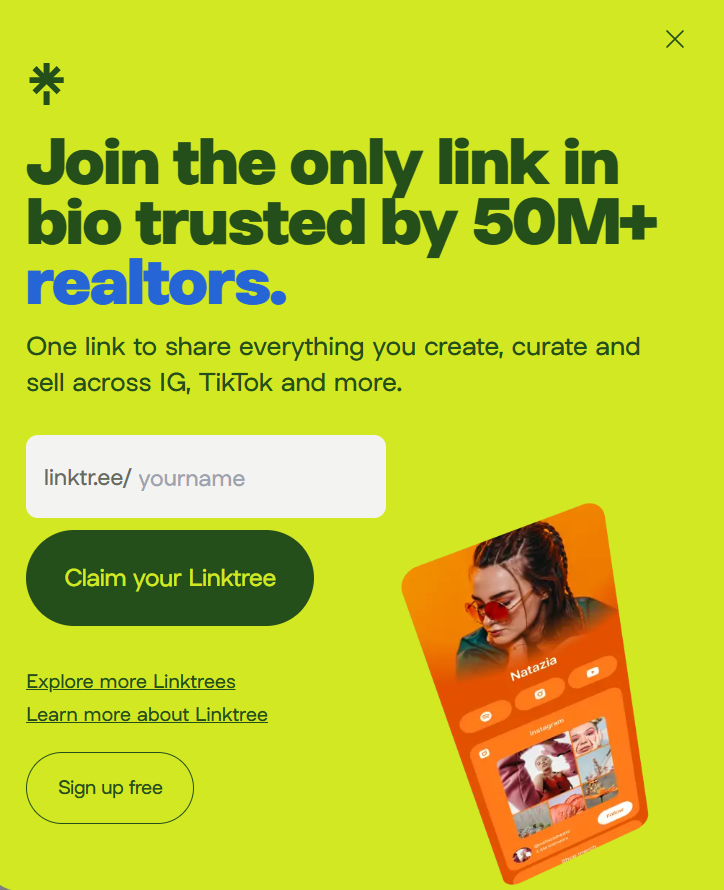 Join the only link in
bio trusted by 50M+
realtors.
One link to share everything you create, curate and
sell across IG, TikTok and more.
linktr.ee/ yourname
Claim your Linktree
Explore more Linktrees
Learn more about Linktree
Sign up free
Natazia
Instagram
Follow